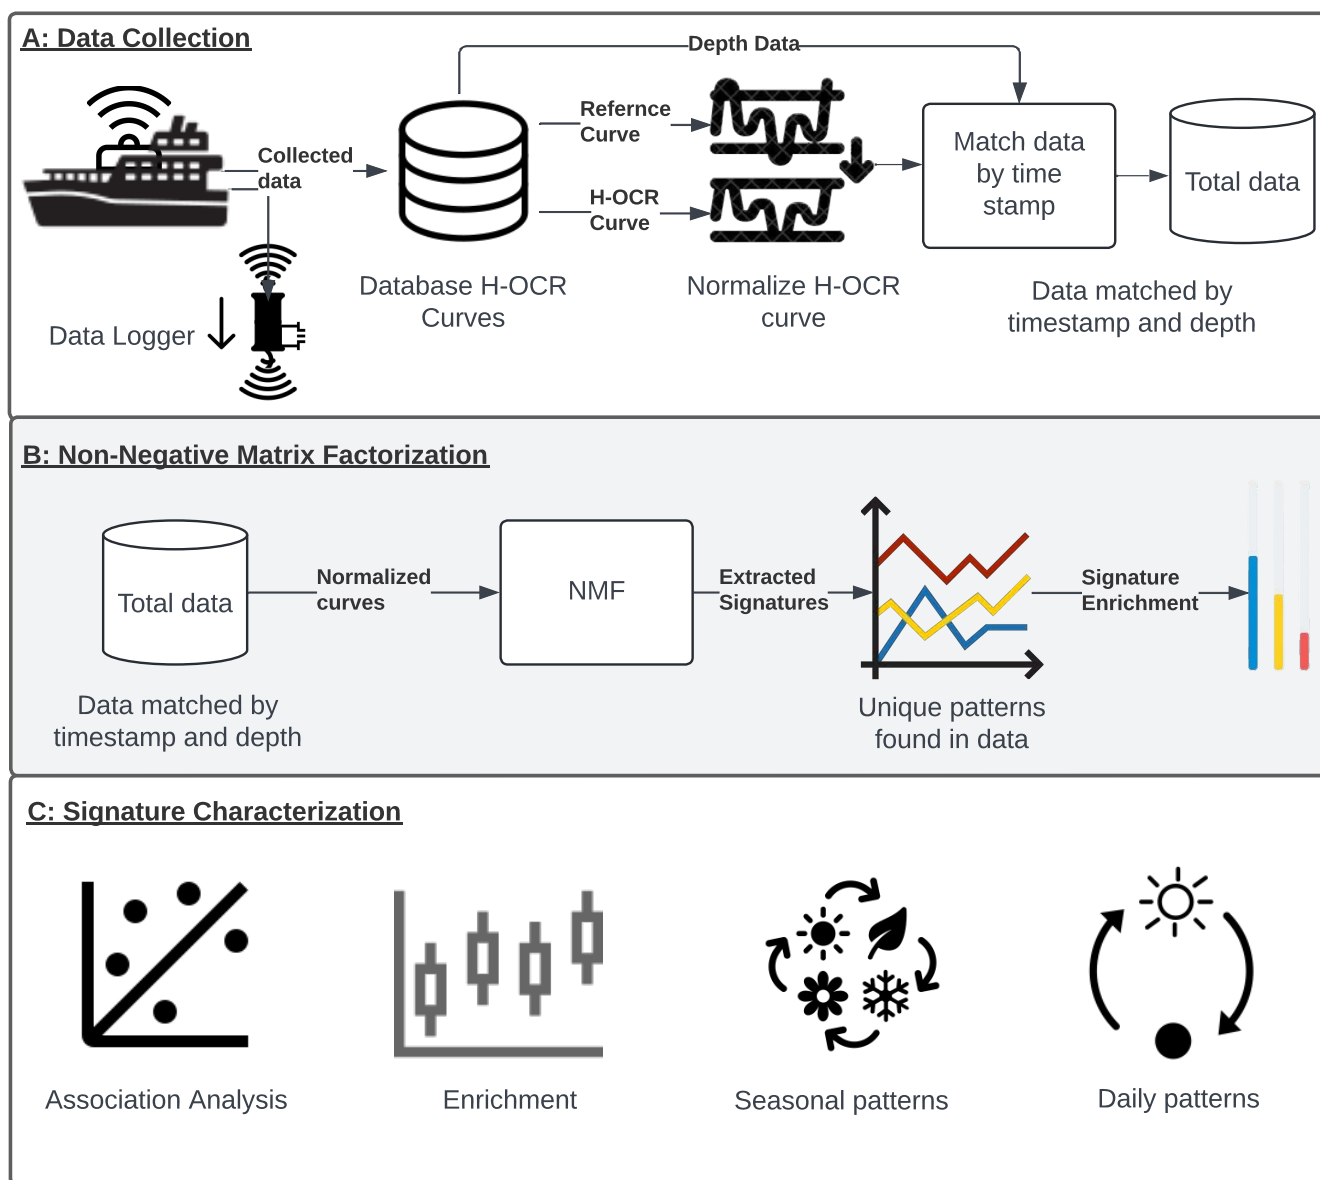 A: Data Collection
Depth Data
Refernce
Curve
Collected
data
H-OCR
Curve
Match data
by time
stamp
Total data
Database H-OCR
Curves
Normalize H-OCR
curve
Data matched by
timestamp and depth
Data Logger
B: Non-Negative Matrix Factorization
Total data
Normalized
curves
NMF
Extracted
Signatures
Signature
Enrichment
Data matched by
timestamp and depth
Unique patterns
found in data
C: Signature Characterization
Association Analysis
Enrichment
Seasonal patterns
Daily patterns